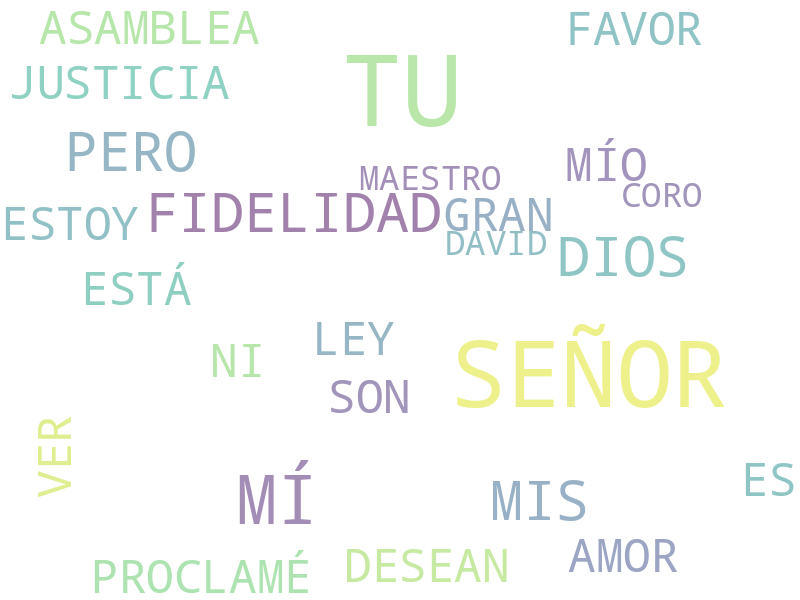 ASAMBLEA
FAVOR
JUSTICIA
TU
PERO
MAESTRO
MÍO
CORO
ESTOY
FIDELIDAD
GRAN
DAVID
DIOS
ESTÁ
LEY
NI
SON
SEÑOR
VER
MÍ
MIS
ES
PROCLAMÉ
DESEAN
AMOR